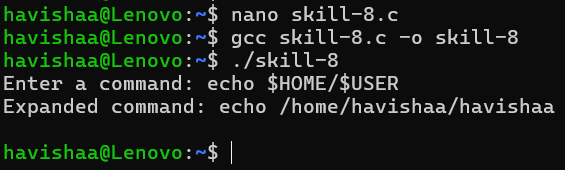 havishaa@Lenovo:~$ nano skill-8.c
havishaa@Lenovo:~$ gcc skill-8.c -o skill-8
havishaa@Lenovo:~$ ./skill-8
Enter a command: echo $HOME/$USER
Expanded command: echo /home/havishaa/havishaa
havishaa@Lenovo:~$